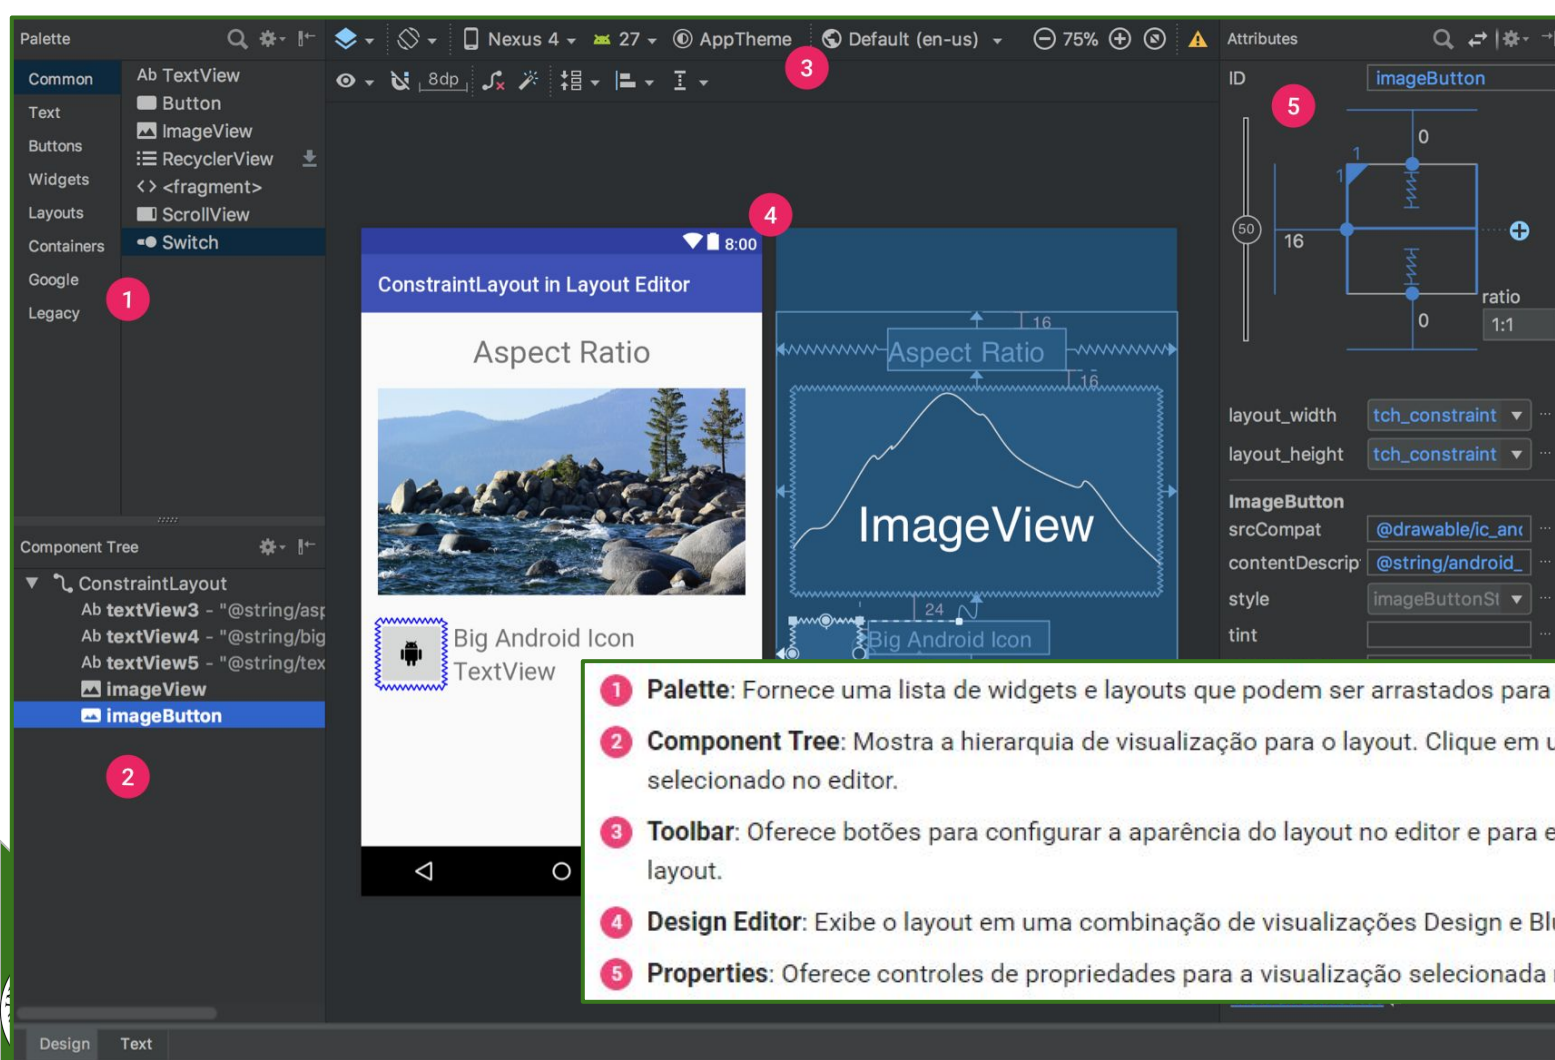 Palette
Common
Text
Buttons
Widgets
Layouts
Containers
Google
Legacy
Ab TextView
Button
ImageView
RecyclerView
<> <fragment>
ScrollView
Switch
1
Nexus 4
27
AppTheme
Default (en-us)
75%
8dp
3
Attributes
ID
imageButton
5
0
1
1
50
16
0
ratio
1:1
layout_width
tch_constraint
layout_height
tch_constraint
ImageButton
srcCompat
@drawable/ic_and
contentDescrip
@string/android_
style
imageButtonSt
tint
4
8:00
ConstraintLayout in Layout Editor
Aspect Ratio
Big Android Icon
TextView
16
Aspect Ratio
16
ImageView
24
Big Android Icon
Component Tree
ConstraintLayout
Ab textView3 - "@string/asp
Ab textView4 - "@string/big
Ab textView5 - "@string/tex
imageView
imageButton
2
1 Palette: Fornece uma lista de widgets e layouts que podem ser arrastados para
2 Component Tree: Mostra a hierarquia de visualização para o layout. Clique em u
selecionado no editor.
3 Toolbar: Oferece botões para configurar a aparência do layout no editor e para e
layout.
4 Design Editor: Exibe o layout em uma combinação de visualizações Design e Bl
5 Properties: Oferece controles de propriedades para a visualização selecionada
Design
Text